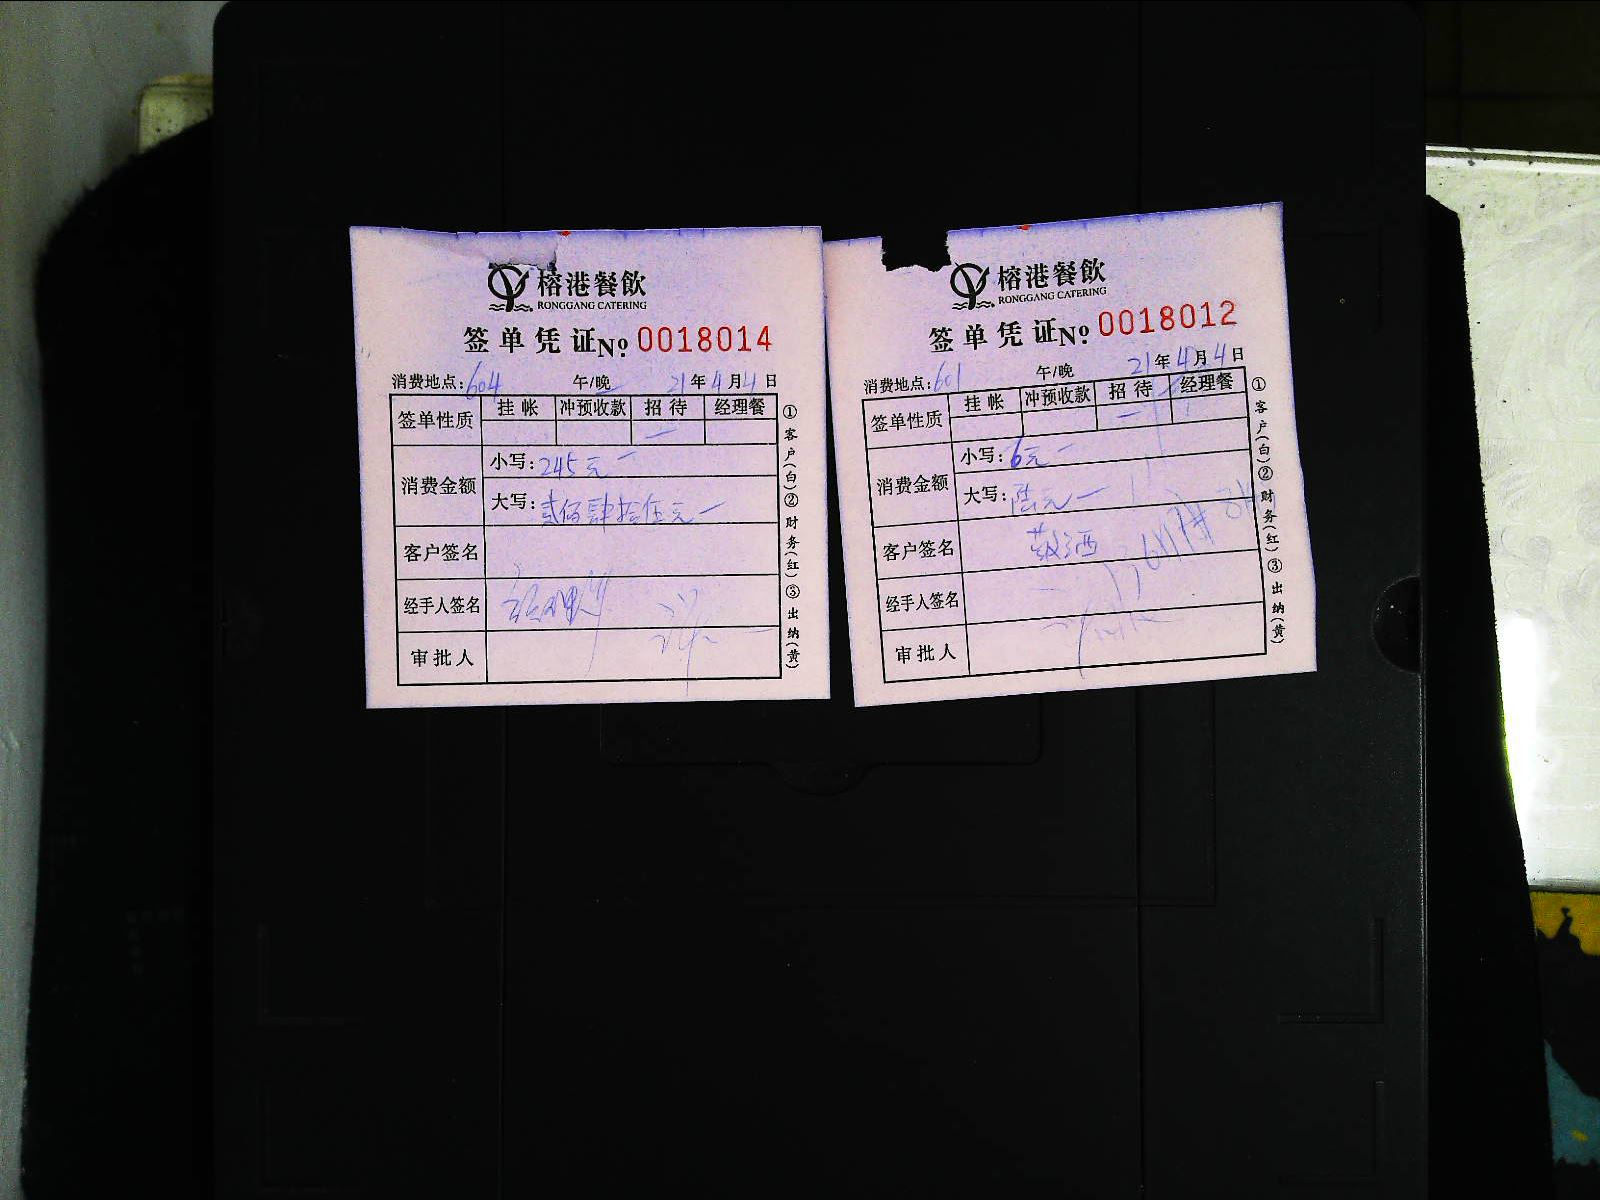 榕港餐飲
RONGGANG CATERING
签单凭证№ 0018014
消费地点:604 午/晚 21年4月4日
签单性质 挂帐 冲预收款 招待 经理餐
消费金额
小写:245元
大写:贰佰肆拾伍元
客户签名
经手人签名
审批人
①客户(白)②财务(红)③出纳(黄)
榕港餐飲
RONGGANG CATERING
签单凭证№ 0018012
消费地点:601 午/晚 21年4月4日
签单性质 挂帐 冲预收款 招待 经理餐
消费金额
小写:6元
大写:陆元
客户签名
经手人签名
审批人
①客户(白)②财务(红)③出纳(黄)